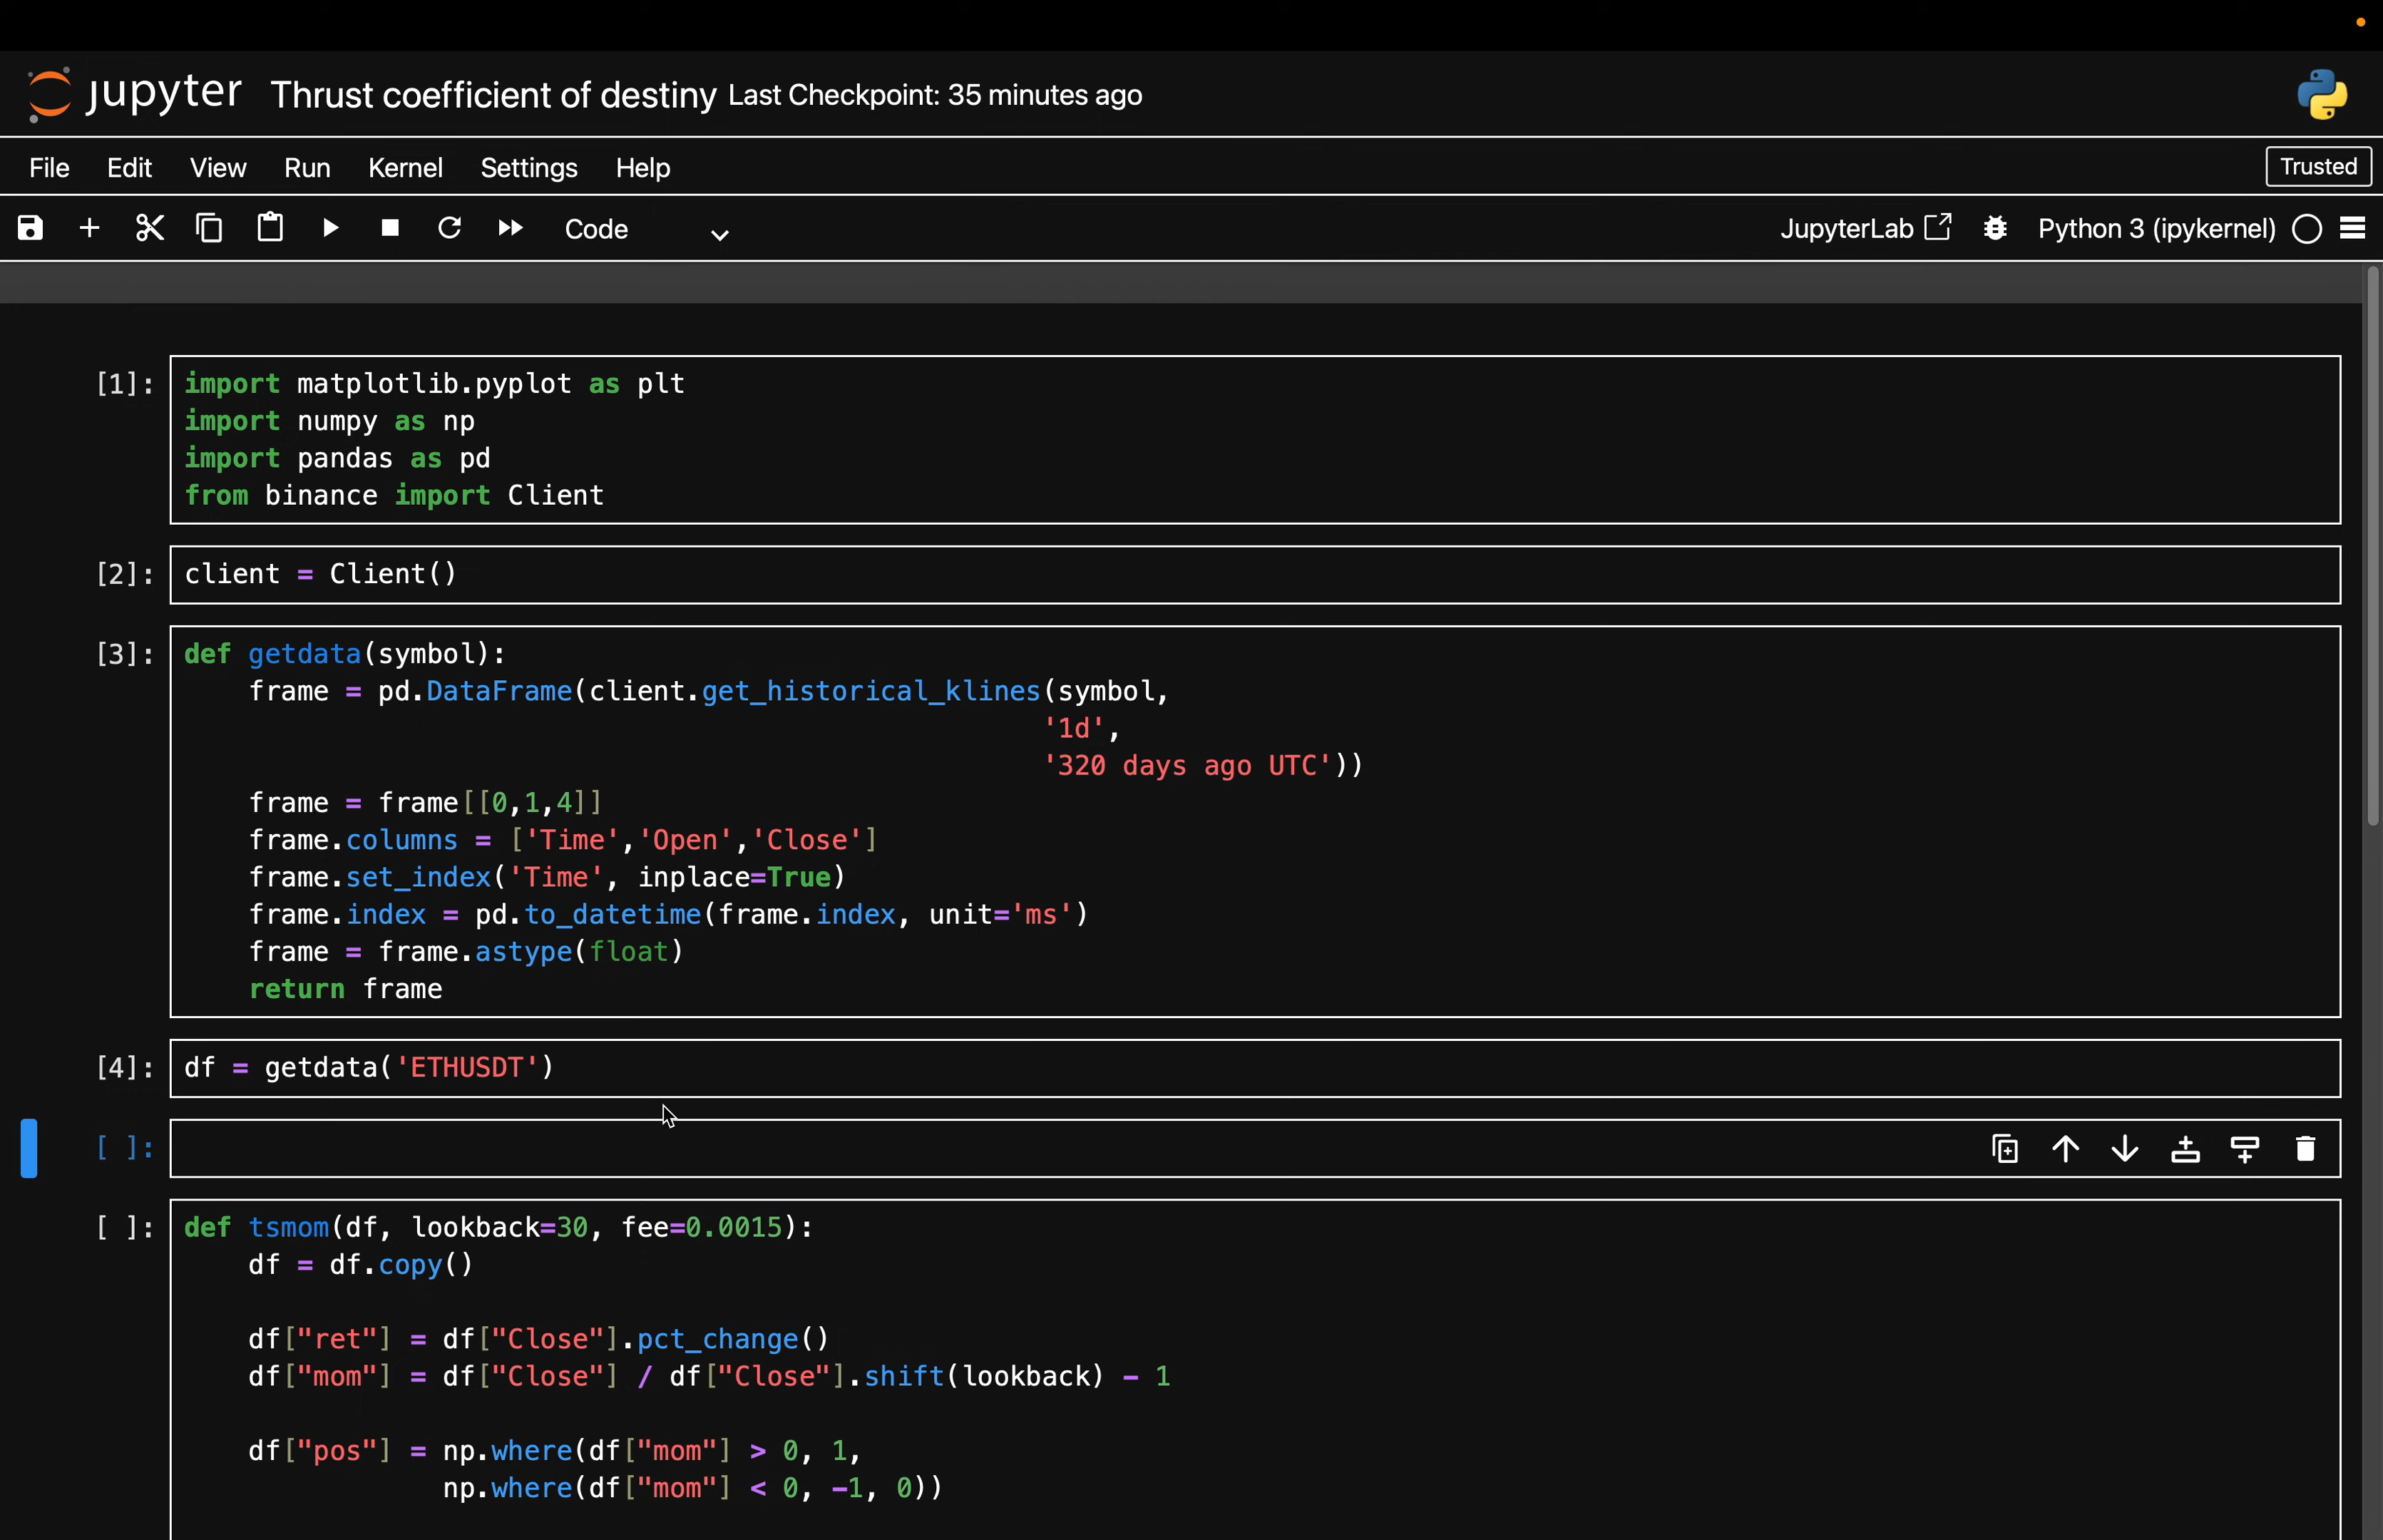 jupyter Thrust coefficient of destiny Last Checkpoint: 35 minutes ago
File Edit View Run Kernel Settings Help Trusted
Code JupyterLab Python 3 (ipykernel)
[1]: import matplotlib.pyplot as plt
import numpy as np
import pandas as pd
from binance import Client
[2]: client = Client()
[3]: def getdata(symbol):
    frame = pd.DataFrame(client.get_historical_klines(symbol,
                                                     '1d',
                                                     '320 days ago UTC'))
    frame = frame[[0,1,4]]
    frame.columns = ['Time','Open','Close']
    frame.set_index('Time', inplace=True)
    frame.index = pd.to_datetime(frame.index, unit='ms')
    frame = frame.astype(float)
    return frame
[4]: df = getdata('ETHUSDT')
[ ]:
[ ]: def tsmom(df, lookback=30, fee=0.0015):
    df = df.copy()
    df["ret"] = df["Close"].pct_change()
    df["mom"] = df["Close"] / df["Close"].shift(lookback) - 1
    df["pos"] = np.where(df["mom"] > 0, 1,
                np.where(df["mom"] < 0, -1, 0))